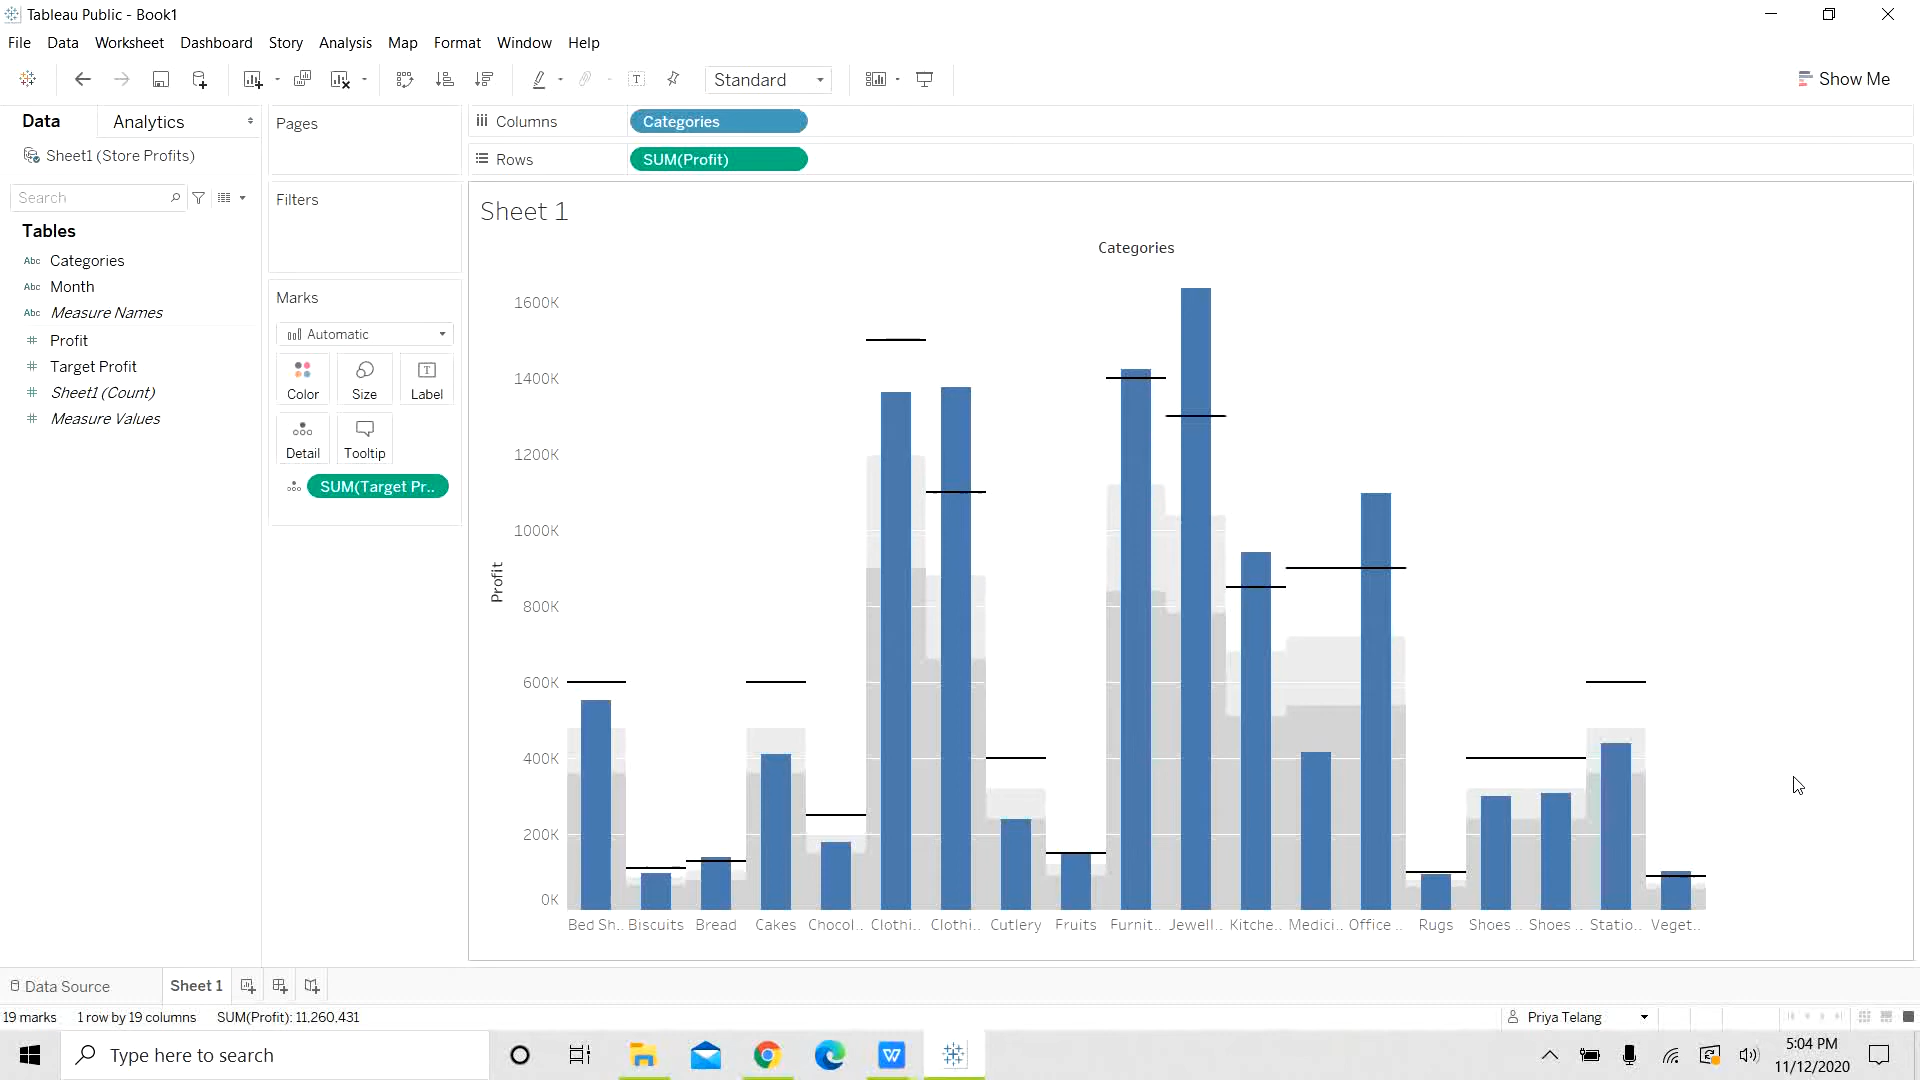 Tableau Public - Book1
File Data Worksheet Dashboard Story Analysis Map Format Window Help
Standard
Show Me
Data
Analytics
Sheet1 (Store Profits)
Search
Tables
Abc Categories
Abc Month
Abc Measure Names
# Profit
# Target Profit
# Sheet1 (Count)
# Measure Values
Pages
Filters
Marks
Automatic
Color Size Label
Detail Tooltip
SUM(Target Pr..
Columns Categories
Rows SUM(Profit)
Sheet 1
Categories
Profit
1600K
1400K
1200K
1000K
800K
600K
400K
200K
0K
Bed Sh.. Biscuits Bread Cakes Chocol.. Clothi.. Clothi.. Cutlery Fruits Furnit.. Jewell.. Kitche.. Medici.. Office .. Rugs Shoes .. Shoes .. Statio.. Veget..
Data Source Sheet 1
19 marks 1 row by 19 columns SUM(Profit): 11,260,431
Priya Telang
Type here to search
5:04 PM
11/12/2020